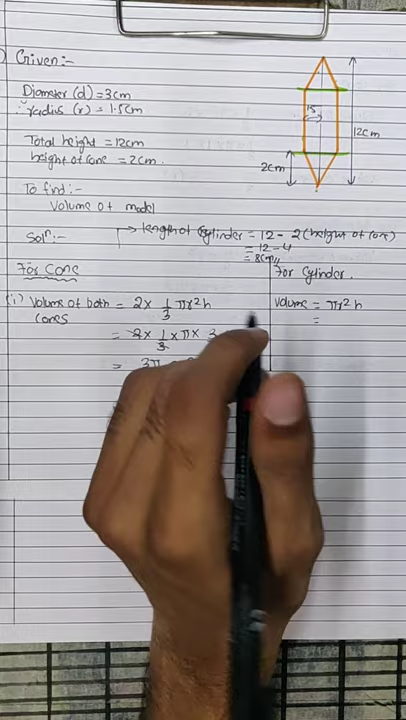 Given:-
Diameter (d) = 3cm
∴ radius (r) = 1.5cm
Total height = 12cm
height of cone = 2cm.
To find:-
Volume of model
Solⁿ:-
length of cylinder = 12 - 2(height of cone)
= 12 - 4
= 8cm//
For Cone
(i) Volume of both cones = 2 × 1/3 πr²h
= 2 × 1/3 × π × 3
= 3π
For Cylinder.
Volume = πr²h
=
15
12cm
2cm